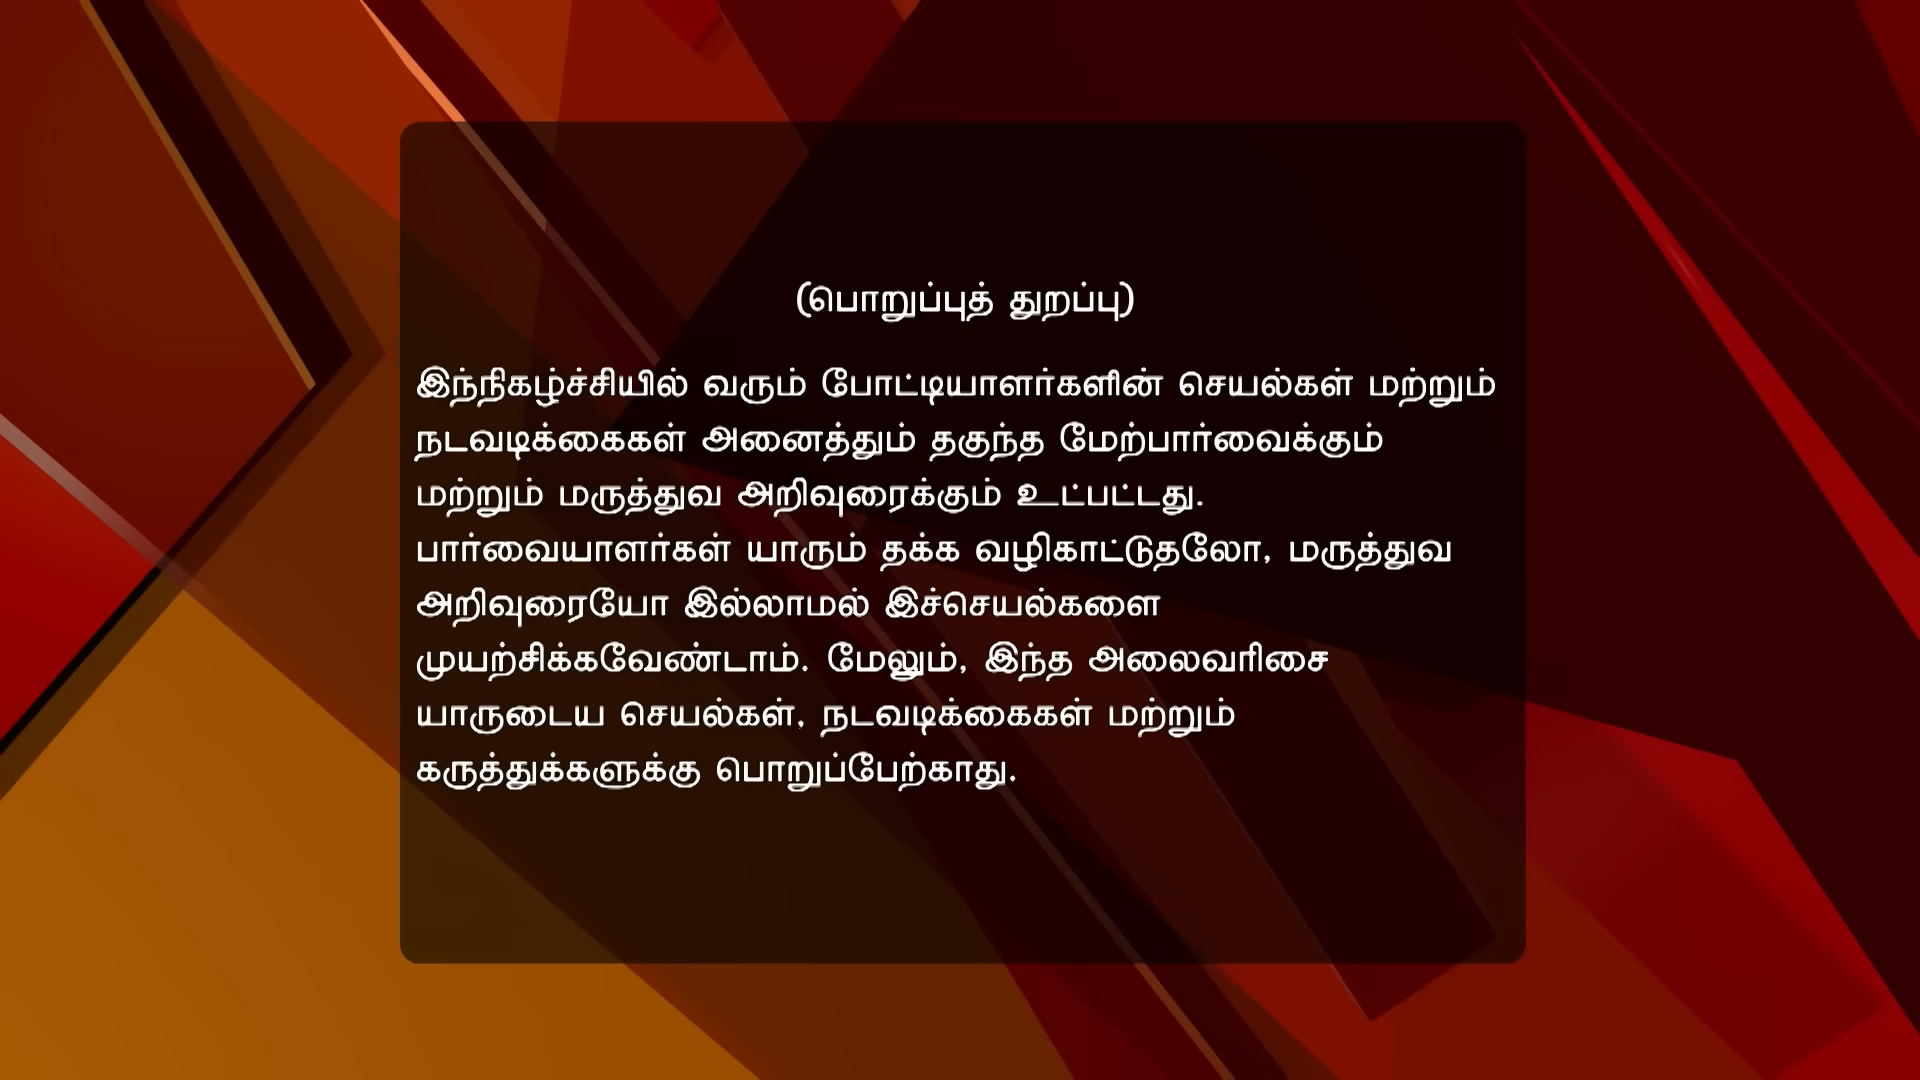 (பொறுப்புத் துறப்பு)
இந்நிகழ்ச்சியில் வரும் போட்டியாளர்களின் செயல்கள் மற்றும்
நடவடிக்கைகள் அனைத்தும் தகுந்த மேற்பார்வைக்கும்
மற்றும் மருத்துவ அறிவுரைக்கும் உட்பட்டது.
பார்வையாளர்கள் யாரும் தக்க வழிகாட்டுதலோ, மருத்துவ
அறிவுரையோ இல்லாமல் இச்செயல்களை
முயற்சிக்கவேண்டாம். மேலும், இந்த அலைவரிசை
யாருடைய செயல்கள், நடவடிக்கைகள் மற்றும்
கருத்துக்களுக்கு பொறுப்பேற்காது.